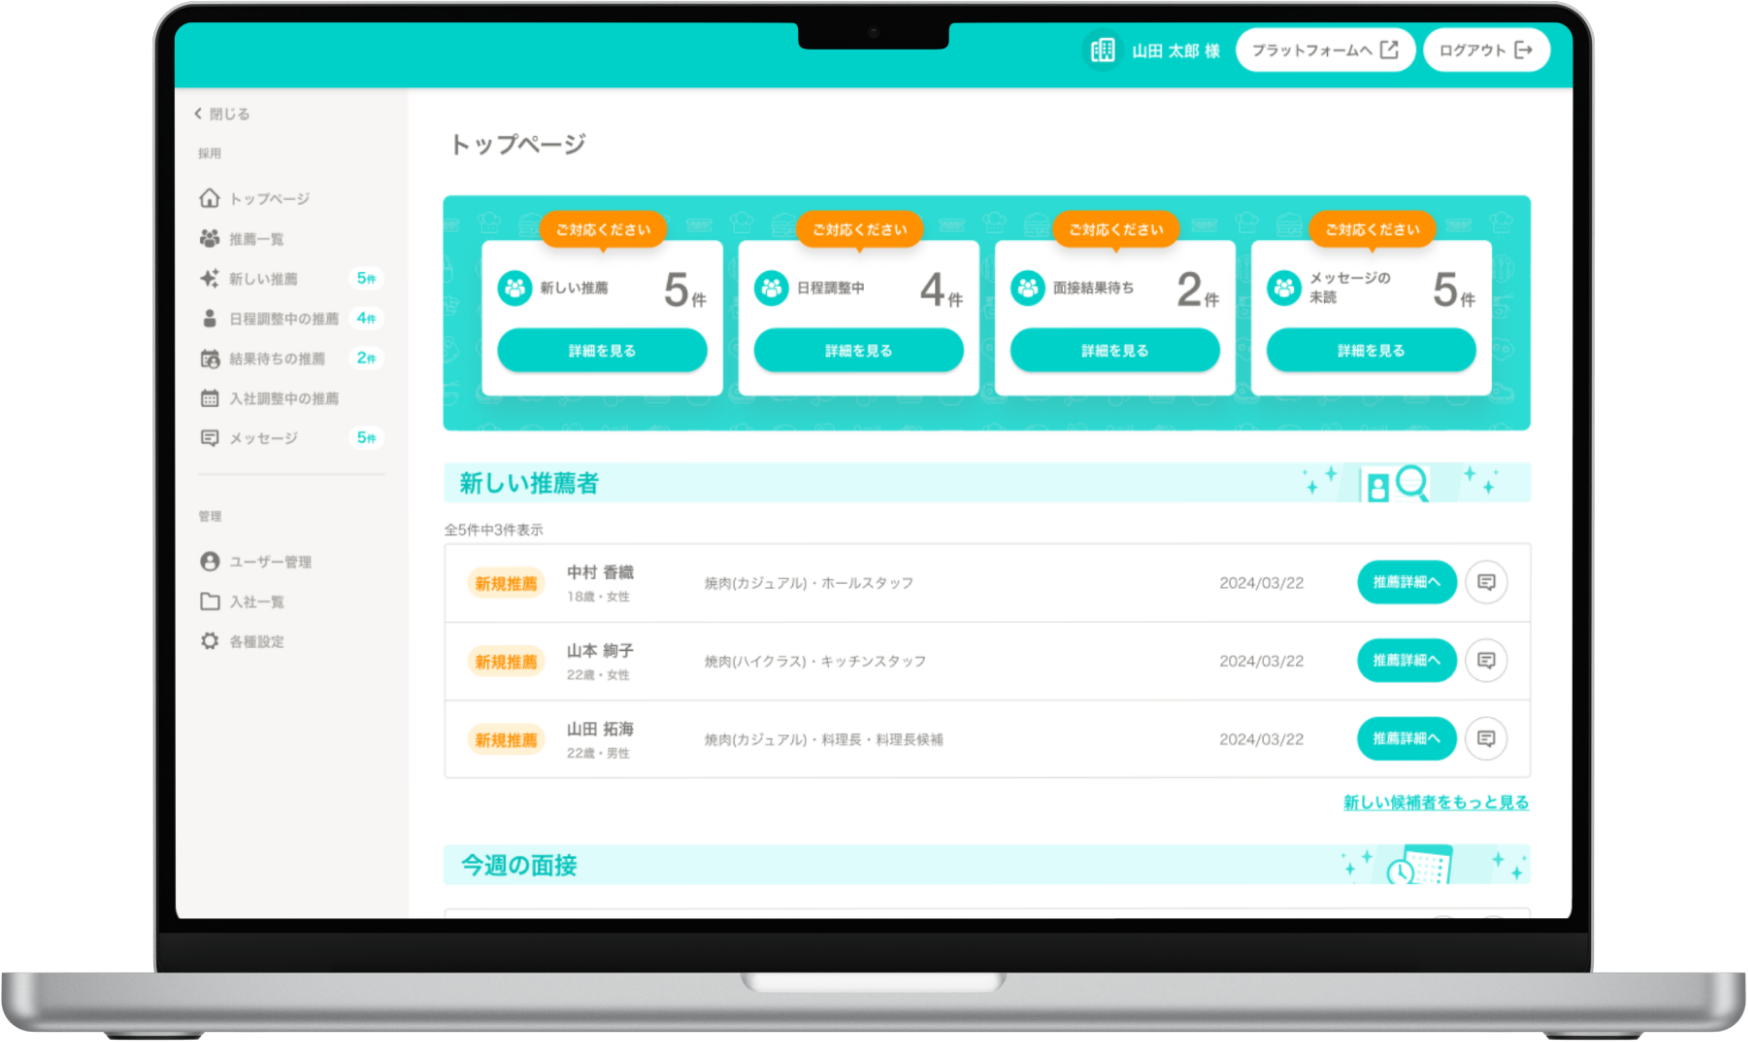 山田 太郎 様
プラットフォームへ
ログアウト
閉じる
採用
トップページ
推薦一覧
新しい推薦 5件
日程調整中の推薦 4件
結果待ちの推薦 2件
入社調整中の推薦
メッセージ 5件
管理
ユーザー管理
入社一覧
各種設定
トップページ
ご対応ください
新しい推薦 5件
詳細を見る
ご対応ください
日程調整中 4件
詳細を見る
ご対応ください
面接結果待ち 2件
詳細を見る
ご対応ください
メッセージの
未読 5件
詳細を見る
新しい推薦者
全5件中3件表示
新規推薦 中村 香織 焼肉(カジュアル)・ホールスタッフ 2024/03/22 推薦詳細へ
18歳・女性
新規推薦 山本 絢子 焼肉(ハイクラス)・キッチンスタッフ 2024/03/22 推薦詳細へ
22歳・女性
新規推薦 山田 拓海 焼肉(カジュアル)・料理長・料理長候補 2024/03/22 推薦詳細へ
22歳・男性
新しい候補者をもっと見る
今週の面接